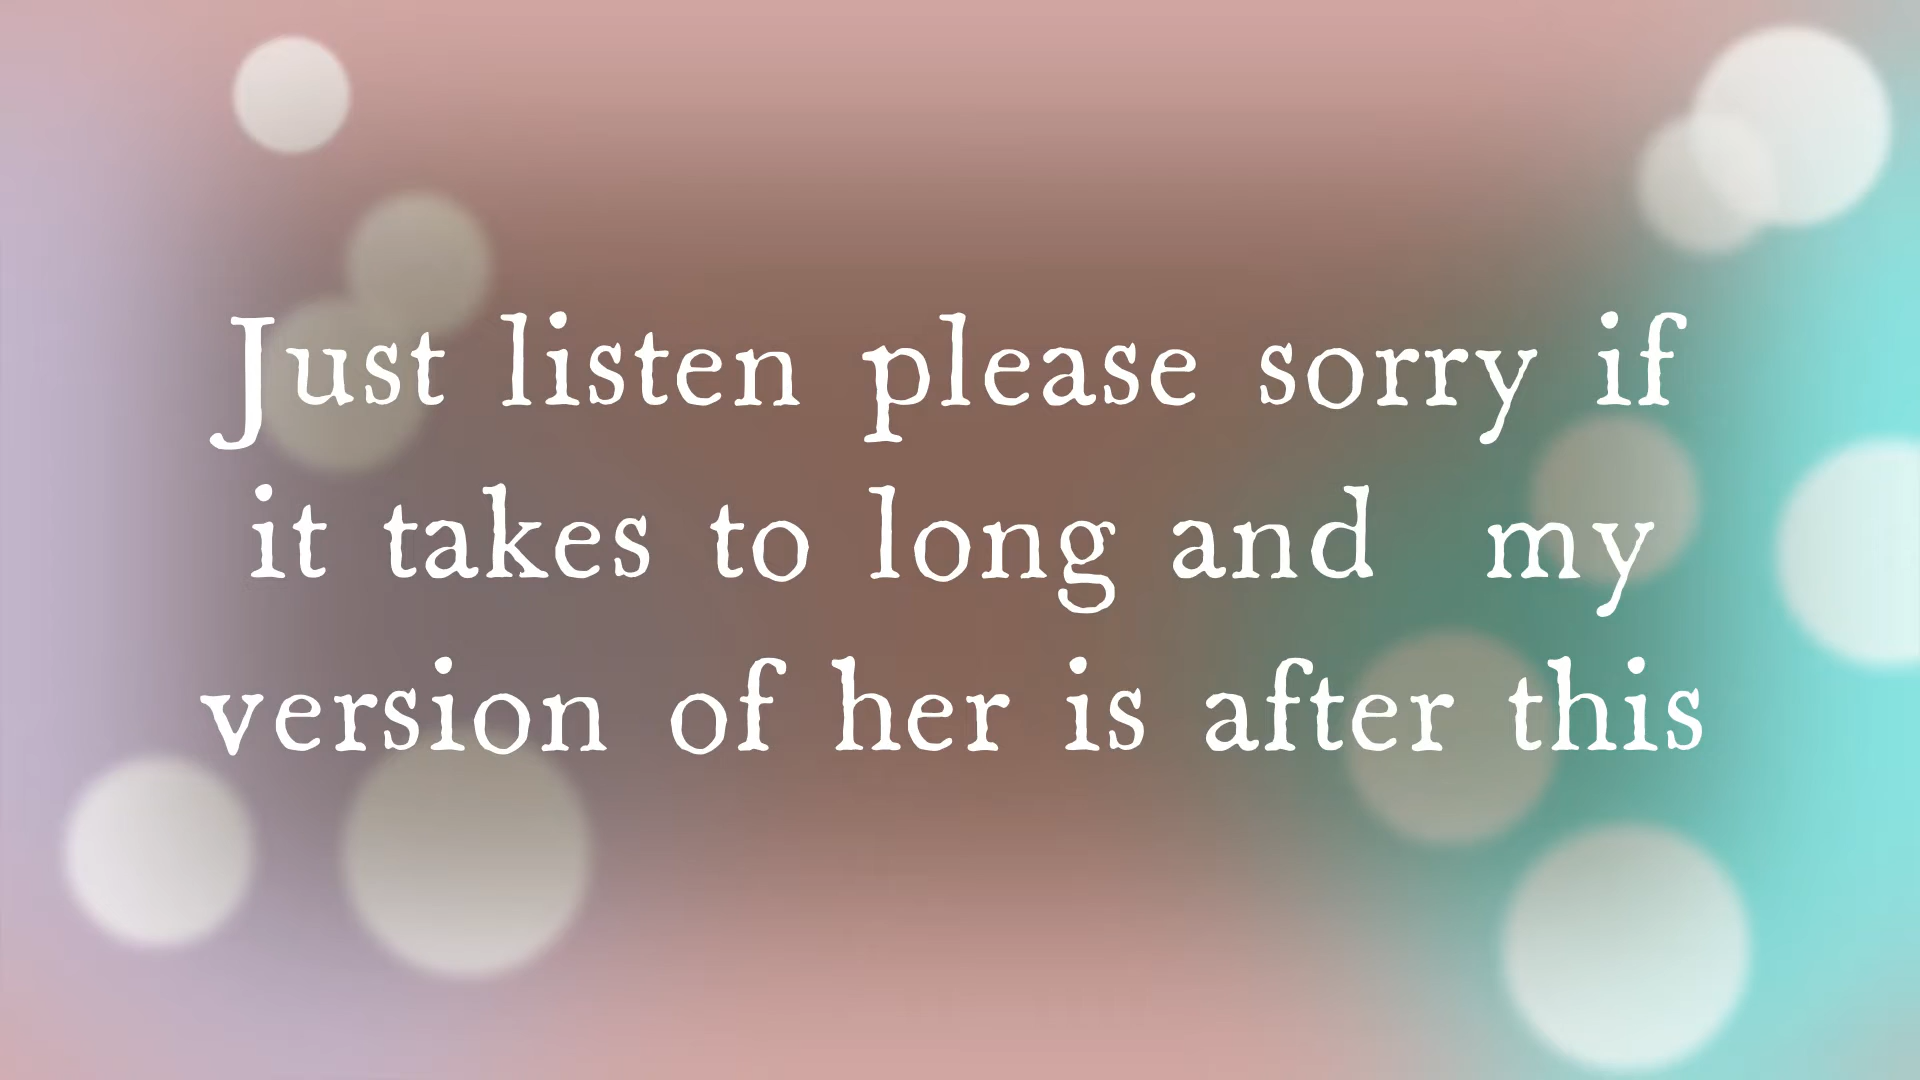 Just listen please sorry if
it takes to long and my
version of her is after this